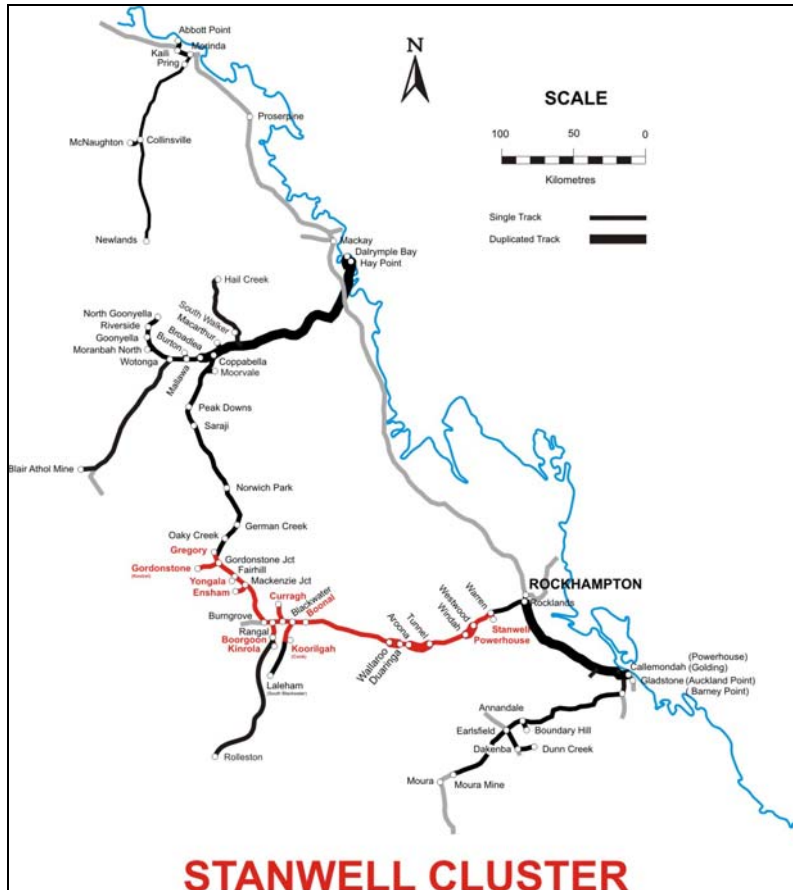 Abbott Point
Merinda
Kaili
Pring
N
SCALE
100 50 0
Kilometres
Single Track
Duplicated Track
Proserpine
McNaughton
Collinsville
Newlands
Mackay
Dalrymple Bay
Hay Point
Hail Creek
North Goonyella
Riverside
Goonyella
Moranbah North
Wotonga
South Walker
Macarthur
Broadlea
Burton
Mallawa
Coppabella
Moorvale
Peak Downs
Saraji
Blair Athol Mine
Norwich Park
German Creek
Oaky Creek
Gregory
Gordonstone Jct
Gordonstone
Fairhill
Yongala
Mackenzie Jct
Ensham
Curragh
Blackwater
Boonal
Burngrove
Rangal
Boorgoon
Kinrola
Koorilgah
Laleham
(South Blackwater)
Rolleston
Wallaroo
Duaringa
Aroona
Tunnel
Windah
Westwood
Warren
Stanwell
Powerhouse
ROCKHAMPTON
Rocklands
Callemondah
(Powerhouse)
(Golding)
Gladstone
(Auckland Point)
(Barney Point)
Annandale
Earlsfield
Boundary Hill
Dakenba
Dunn Creek
Moura
Moura Mine
STANWELL CLUSTER